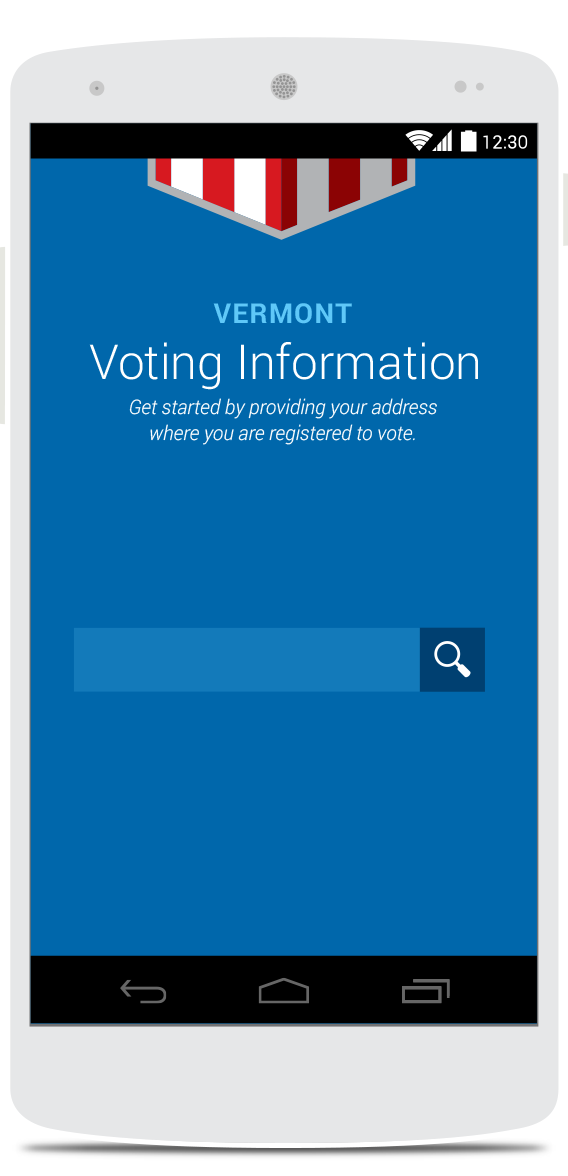 12:30
VERMONT
Voting Information
Get started by providing your address
where you are registered to vote.